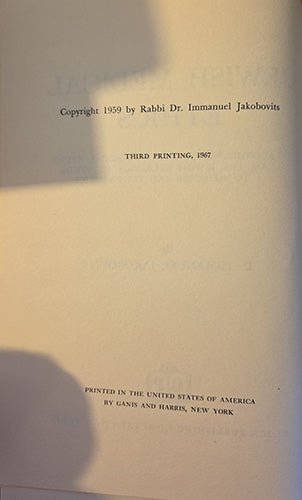 Copyright 1959 by Rabbi Dr. Immanuel Jakobovits
THIRD PRINTING, 1967
PRINTED IN THE UNITED STATES OF AMERICA
BY GANIS AND HARRIS, NEW YORK